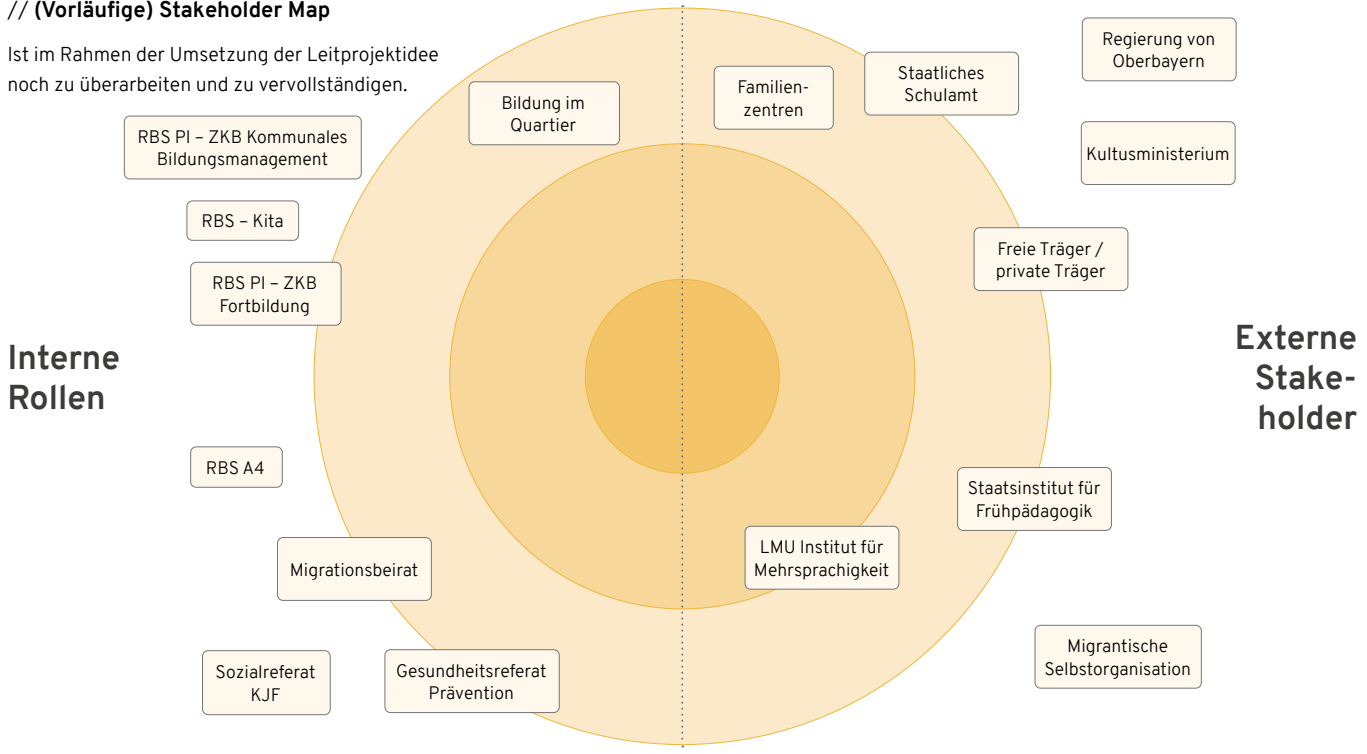 // (Vorläufige) Stakeholder Map
Ist im Rahmen der Umsetzung der Leitprojektidee
noch zu überarbeiten und zu vervollständigen.
Interne
Rollen
RBS PI – ZKB Kommunales
Bildungsmanagement
RBS – Kita
RBS PI – ZKB
Fortbildung
RBS A4
Migrationsbeirat
Sozialreferat
KJF
Gesundheitsreferat
Prävention
Bildung im
Quartier
Familien-
zentren
Staatliches
Schulamt
Regierung von
Oberbayern
Kultusministerium
Freie Träger /
private Träger
Externe
Stake-
holder
Staatsinstitut für
Frühpädagogik
LMU Institut für
Mehrsprachigkeit
Migrantische
Selbstorganisation